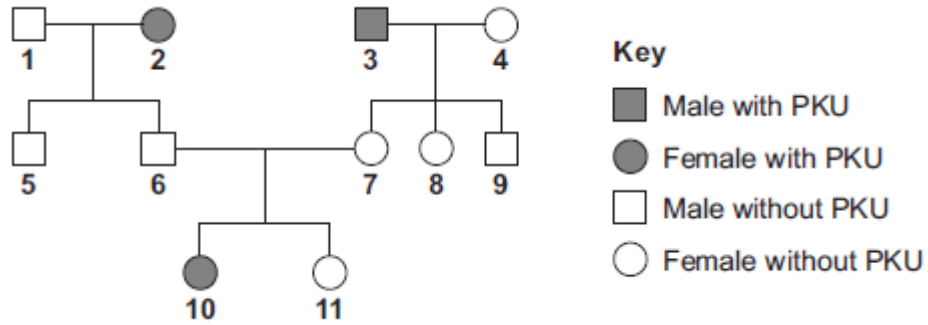 1 2 3 4
Key
Male with PKU
Female with PKU
5 6 7 8 9
Male without PKU
Female without PKU
10 11